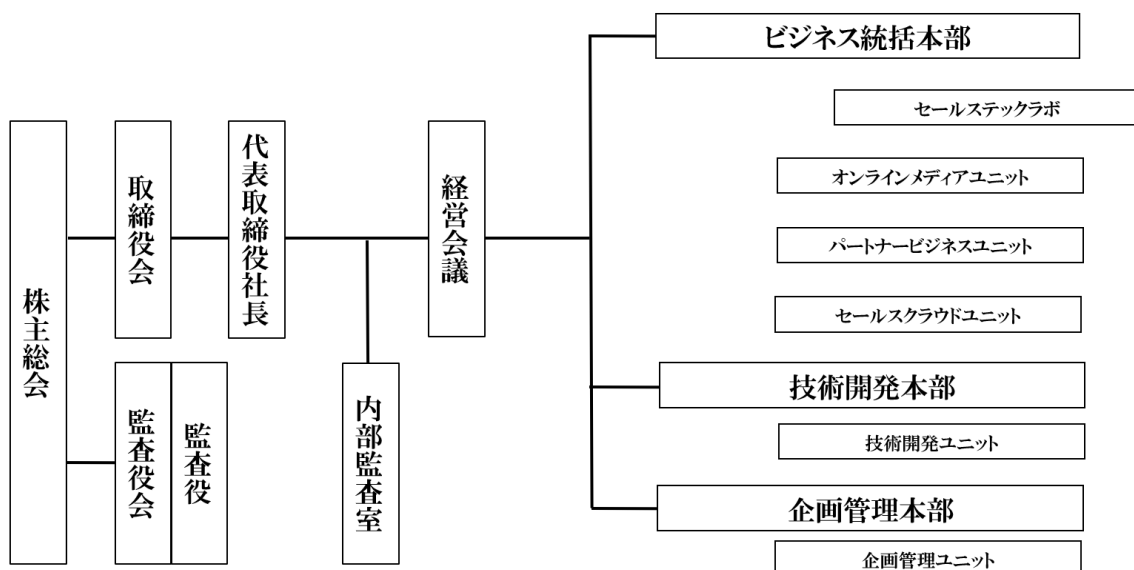 株主総会
取締役会
監査役会
監査役
代表取締役社長
内部監査室
経営会議
ビジネス統括本部
セールステックラボ
オンラインメディアユニット
パートナービジネスユニット
セールスクラウドユニット
技術開発本部
技術開発ユニット
企画管理本部
企画管理ユニット